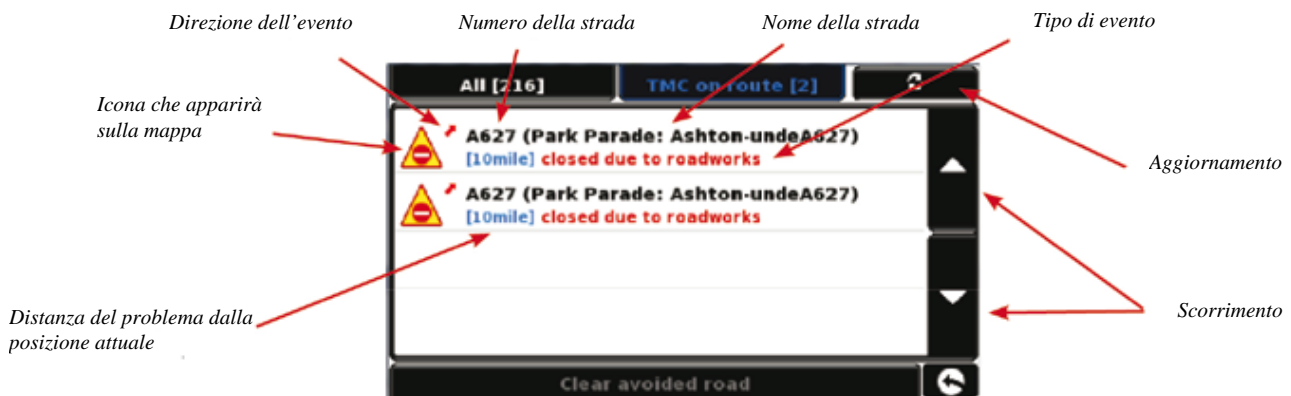 Direzione dell'evento
Numero della strada
Nome della strada
Tipo di evento
Icona che apparirà
sulla mappa
All [216]
TMC on route [2]
A627 (Park Parade: Ashton-undeA627)
[10mile] closed due to roadworks
Aggiornamento
A627 (Park Parade: Ashton-undeA627)
[10mile] closed due to roadworks
Distanza del problema dalla
posizione attuale
Scorrimento
Clear avoided road